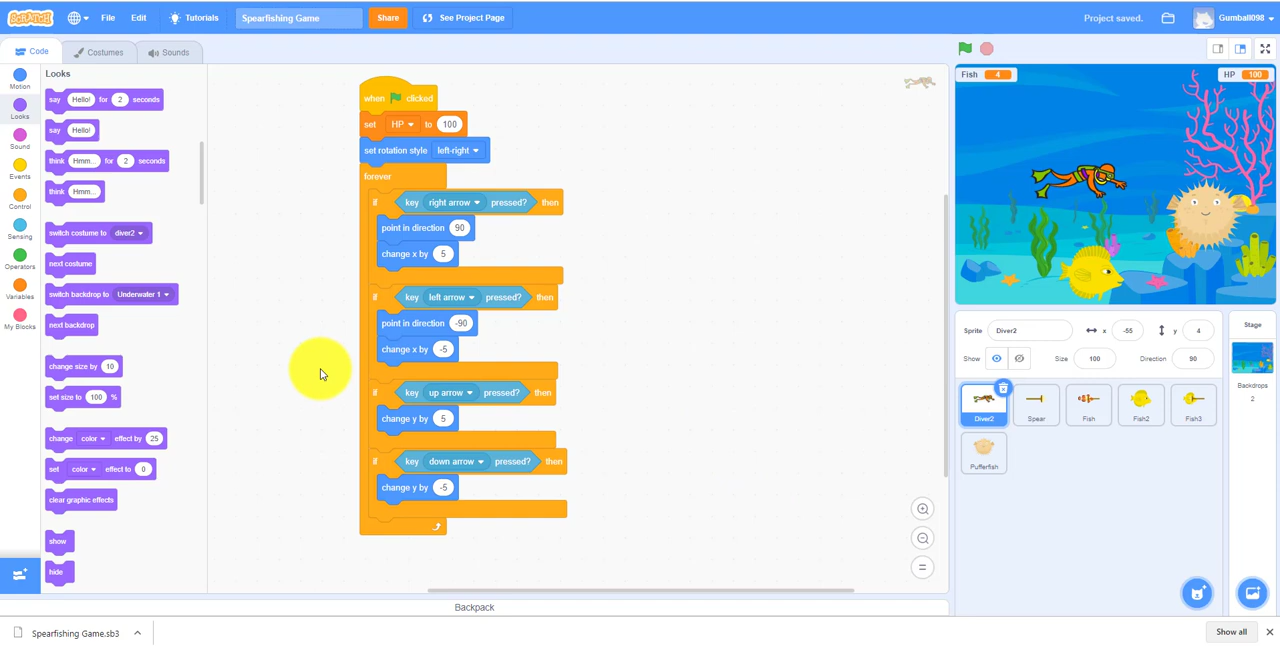 SCRATCH File Edit Tutorials Spearfishing Game Share See Project Page Project saved. Gumball098
Code Costumes Sounds
Motion
Looks
Sound
Events
Control
Sensing
Operators
Variables
My Blocks
Looks
say Hello! for 2 seconds
say Hello!
think Hmm... for 2 seconds
think Hmm...
switch costume to diver2
next costume
switch backdrop to Underwater 1
next backdrop
change size by 10
set size to 100 %
change color effect by 25
set color effect to 0
clear graphic effects
show
hide
when clicked
set HP to 100
set rotation style left-right
forever
if key right arrow pressed? then
point in direction 90
change x by 5
if key left arrow pressed? then
point in direction -90
change x by -5
if key up arrow pressed? then
change y by 5
if key down arrow pressed? then
change y by -5
Backpack
Fish 4
HP 100
Sprite Diver2 x -55 y 4
Show Size 100 Direction 90
Diver2 Spear Fish Fish2 Fish3
Pufferfish
Stage
Backdrops
2
Spearfishing Game.sb3
Show all